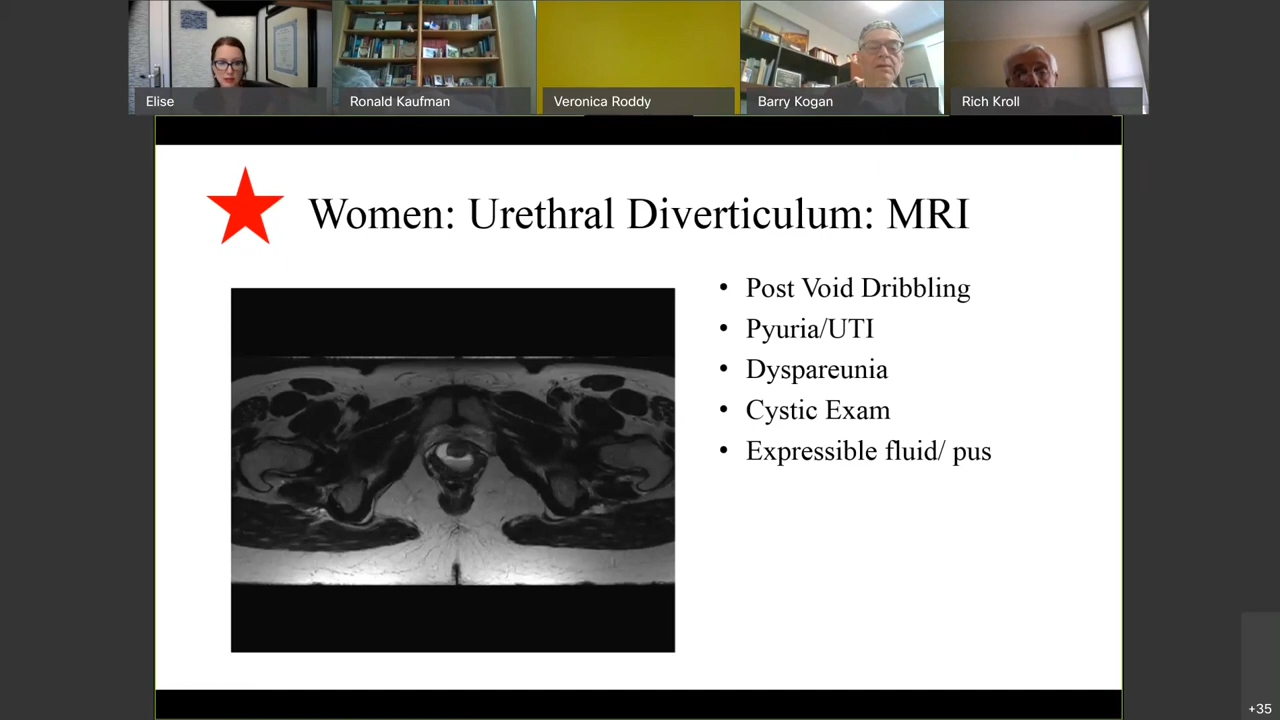 Elise
Ronald Kaufman
Veronica Roddy
Barry Kogan
Rich Kroll
Women: Urethral Diverticulum: MRI
• Post Void Dribbling
• Pyuria/UTI
• Dyspareunia
• Cystic Exam
• Expressible fluid/ pus
+35